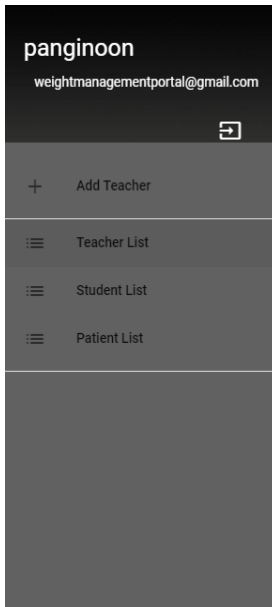 panginoon
weightmanagementportal@gmail.com
Add Teacher
Teacher List
Student List
Patient List